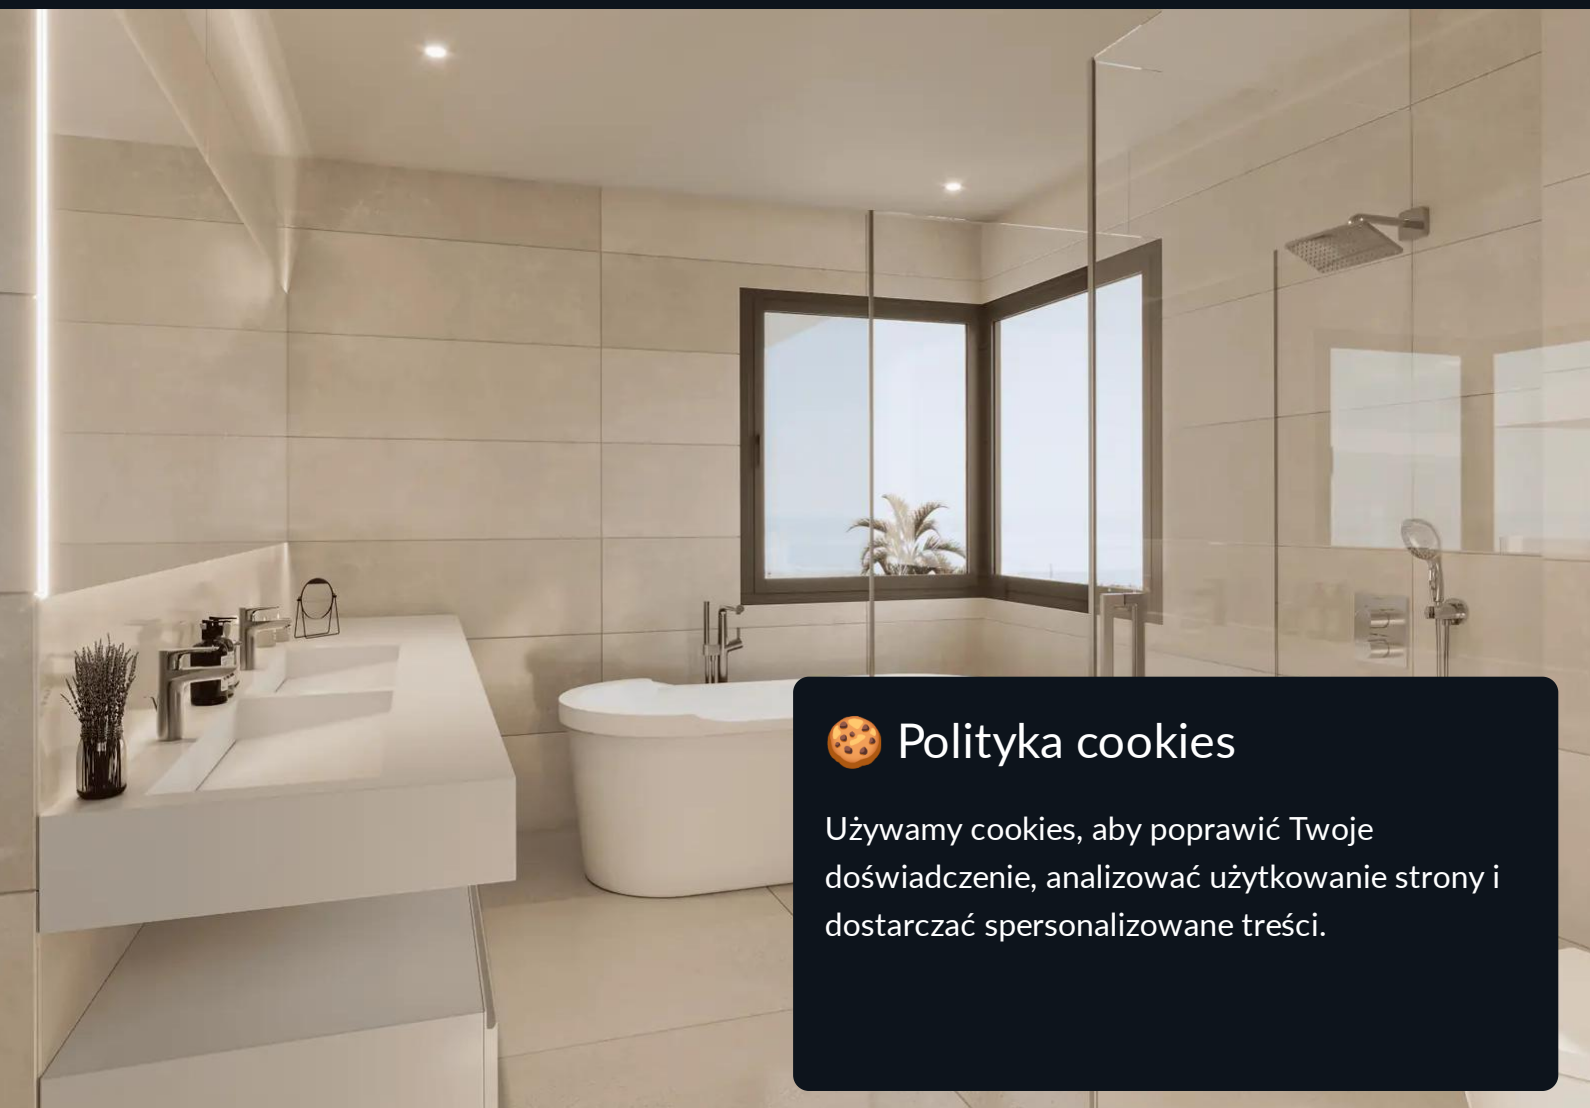 🍪 Polityka cookies
Używamy cookies, aby poprawić Twoje
doświadczenie, analizować użytkowanie strony i
dostarczać spersonalizowane treści.